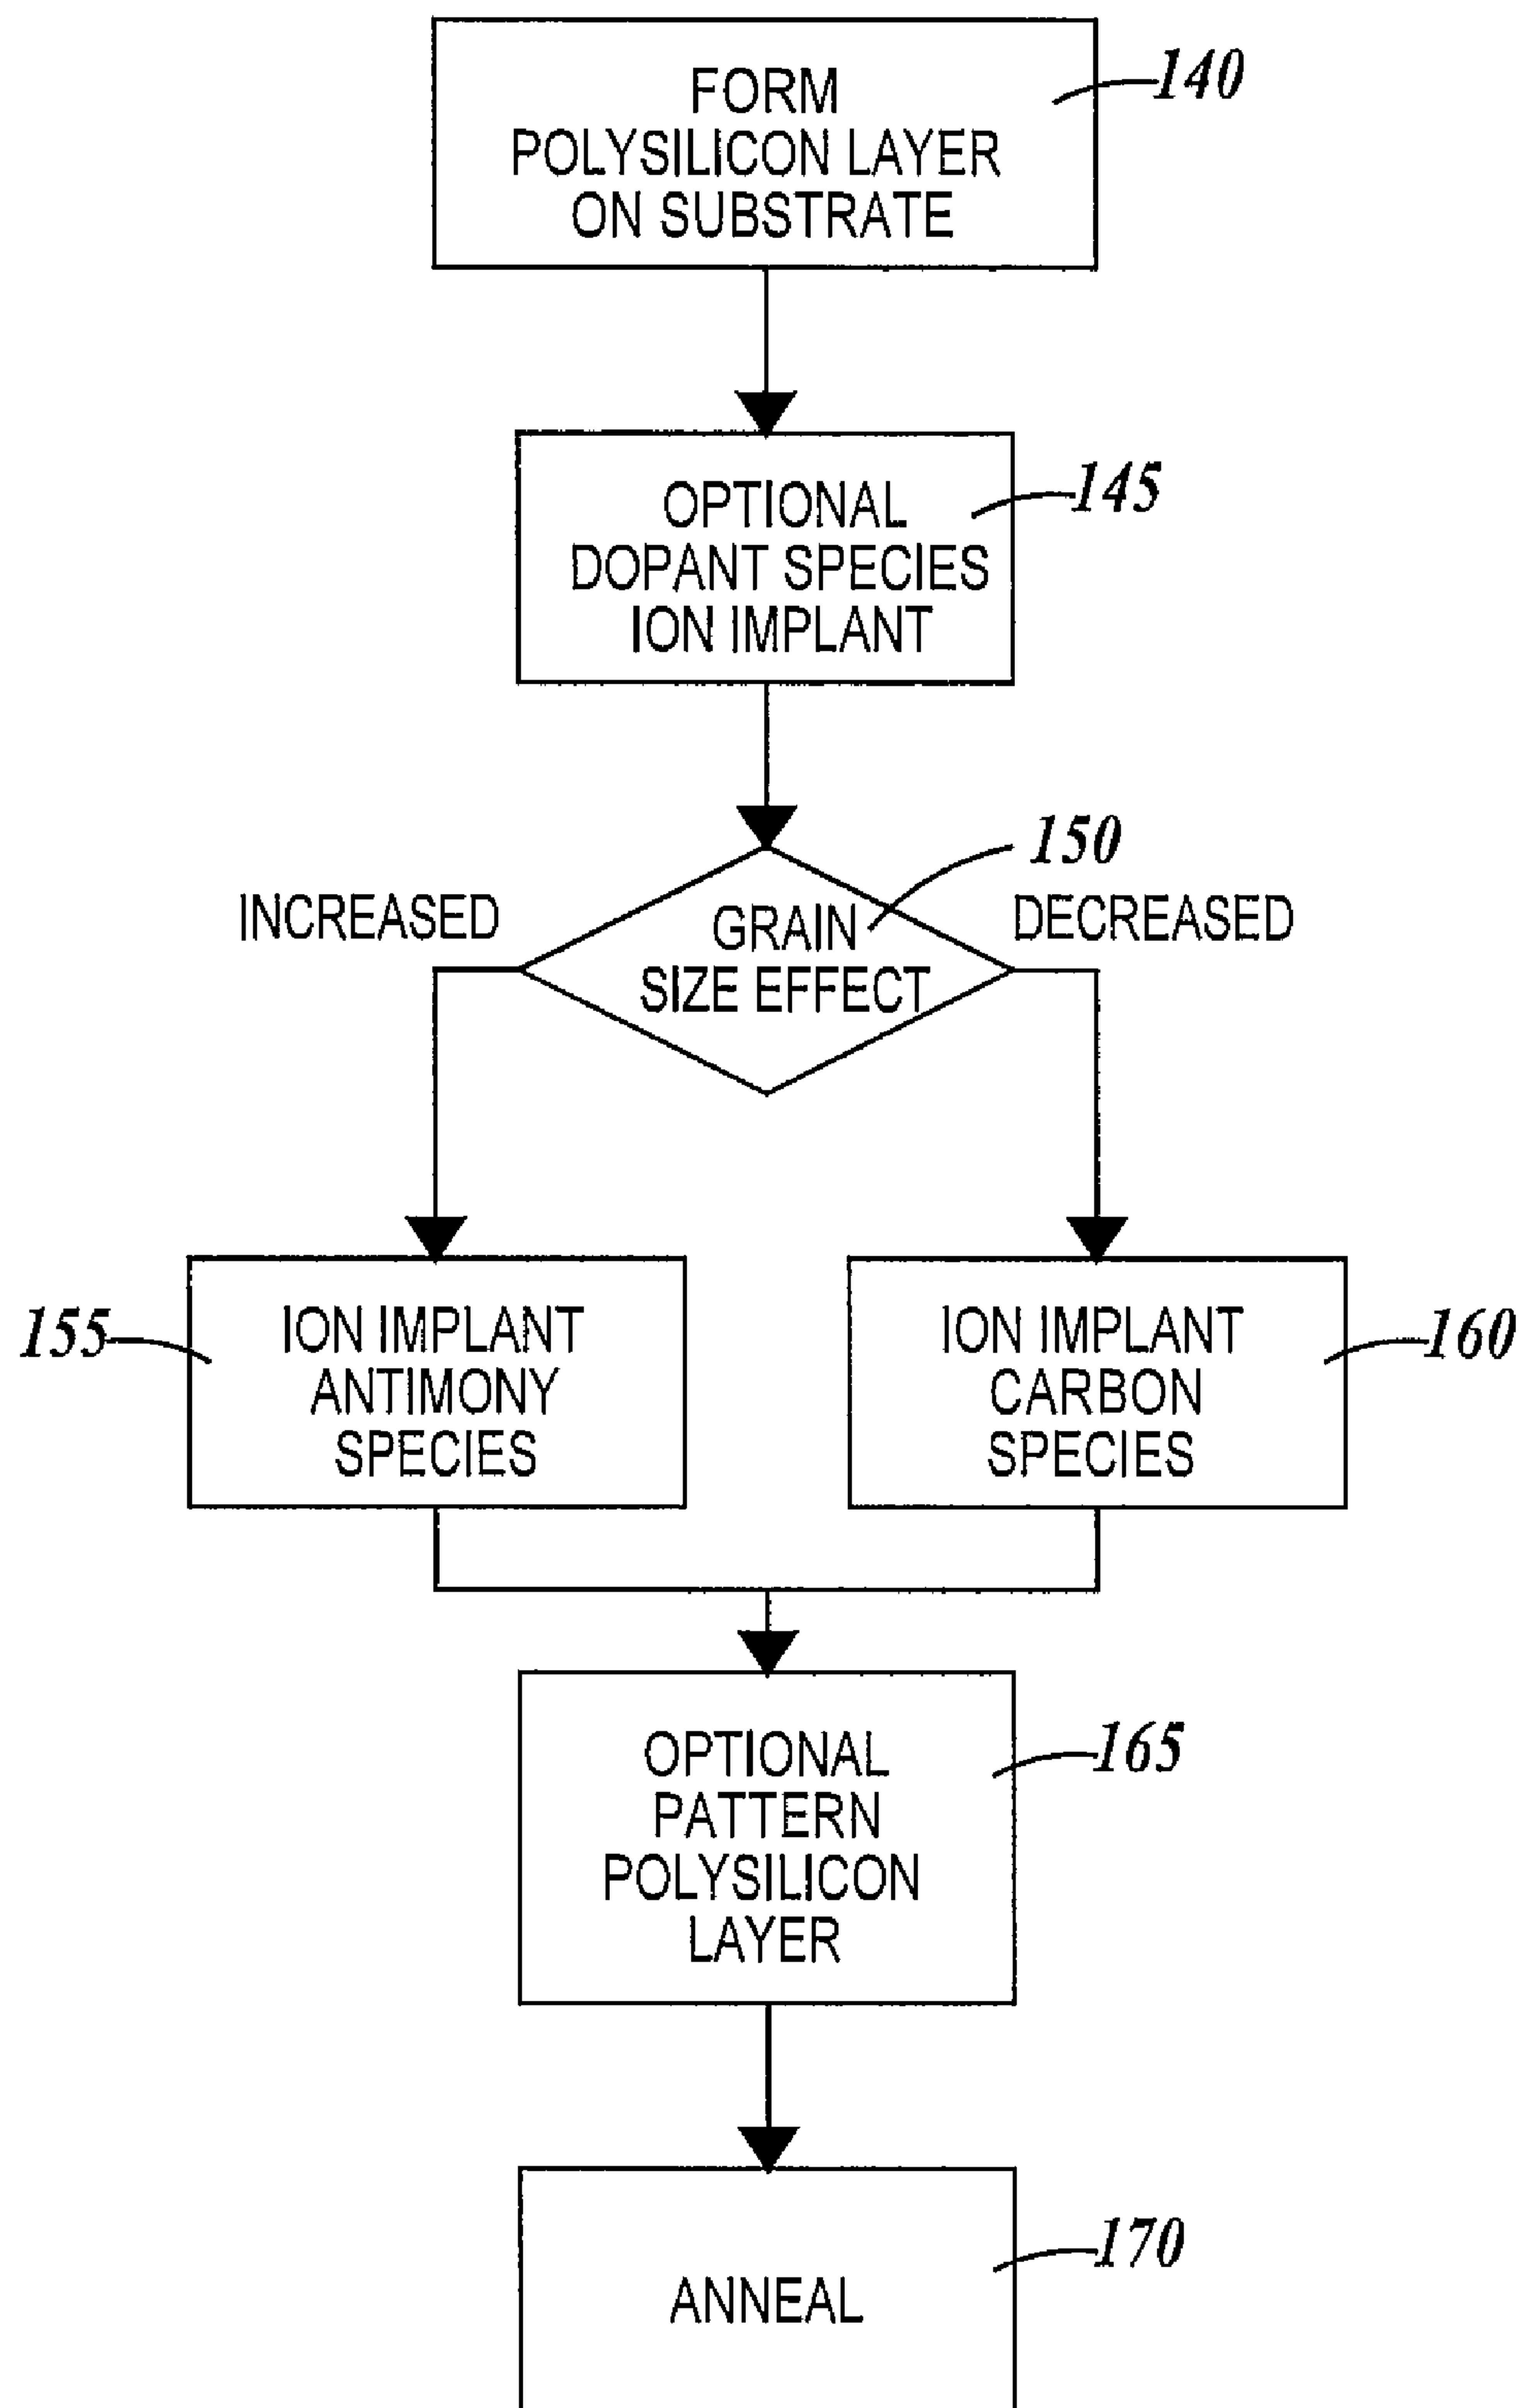 FORM
POLYSILICON LAYER
ON SUBSTRATE
140
OPTIONAL
DOPANT SPECIES
ION IMPLANT
145
150
INCREASED
GRAIN
SIZE EFFECT
DECREASED
155
ION IMPLANT
ANTIMONY
SPECIES
ION IMPLANT
CARBON
SPECIES
160
OPTIONAL
PATTERN
POLYSILICON
LAYER
165
ANNEAL
170